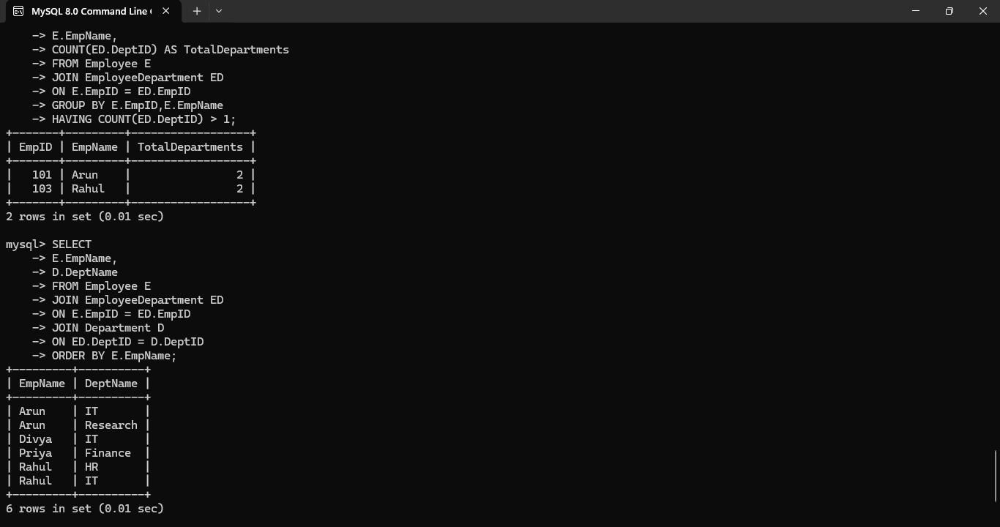 MySQL 8.0 Command Line
    -> E.EmpName,
    -> COUNT(ED.DeptID) AS TotalDepartments
    -> FROM Employee E
    -> JOIN EmployeeDepartment ED
    -> ON E.EmpID = ED.EmpID
    -> GROUP BY E.EmpID,E.EmpName
    -> HAVING COUNT(ED.DeptID) > 1;
+-------+---------+------------------+
| EmpID | EmpName | TotalDepartments |
+-------+---------+------------------+
|   101 | Arun    |                2 |
|   103 | Rahul   |                2 |
+-------+---------+------------------+
2 rows in set (0.01 sec)

mysql> SELECT
    -> E.EmpName,
    -> D.DeptName
    -> FROM Employee E
    -> JOIN EmployeeDepartment ED
    -> ON E.EmpID = ED.EmpID
    -> JOIN Department D
    -> ON ED.DeptID = D.DeptID
    -> ORDER BY E.EmpName;
+---------+----------+
| EmpName | DeptName |
+---------+----------+
| Arun    | IT       |
| Arun    | Research |
| Divya   | IT       |
| Priya   | Finance  |
| Rahul   | HR       |
| Rahul   | IT       |
+---------+----------+
6 rows in set (0.01 sec)